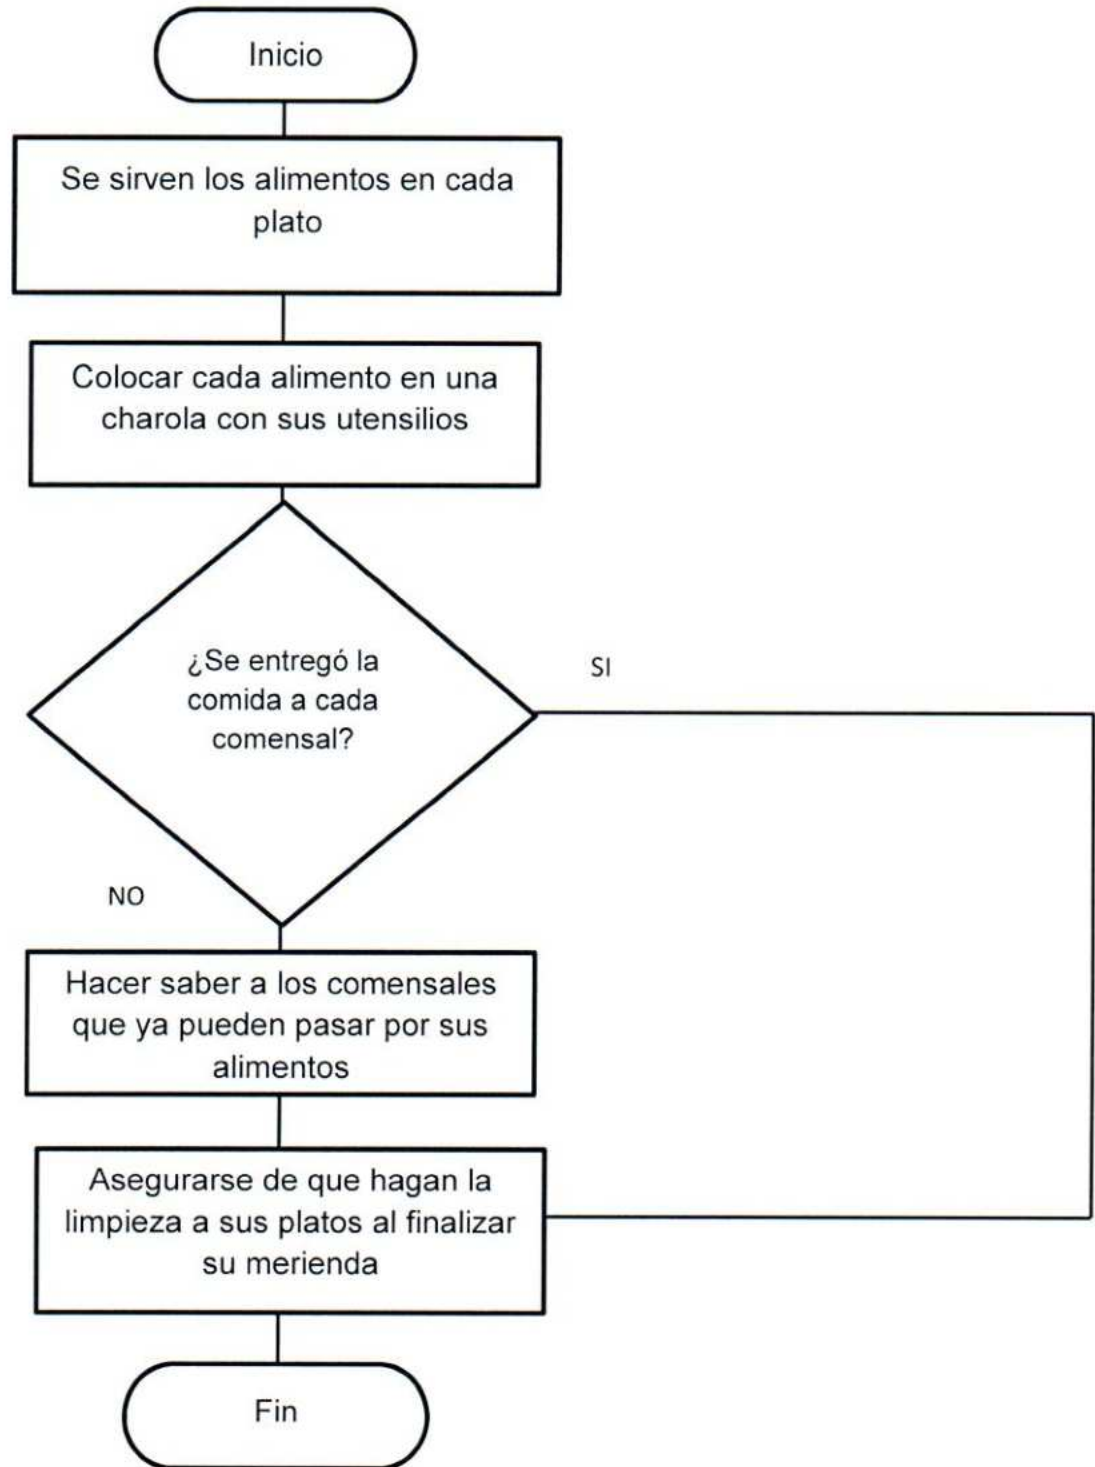 Inicio
Se sirven los alimentos en cada
plato
Colocar cada alimento en una
charola con sus utensilios
¿Se entregó la
comida a cada
comensal?
SI
NO
Hacer saber a los comensales
que ya pueden pasar por sus
alimentos
Asegurarse de que hagan la
limpieza a sus platos al finalizar
su merienda
Fin